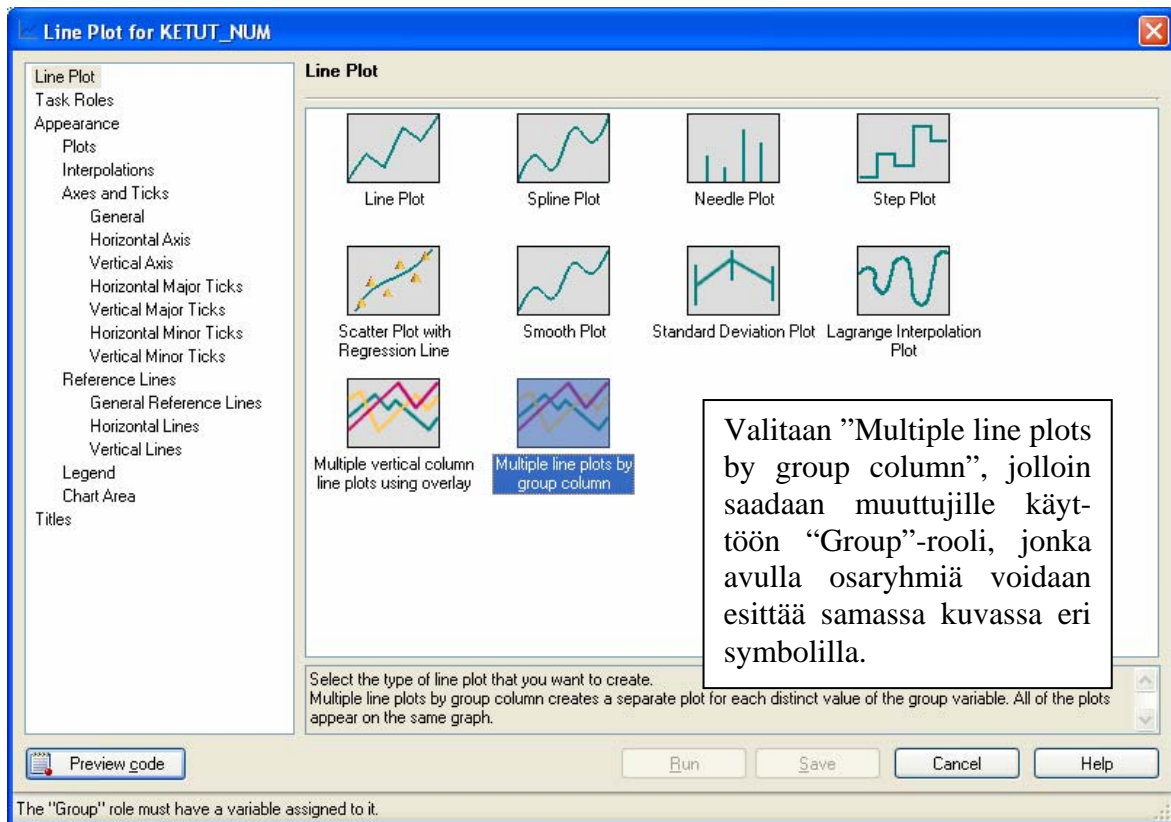 Line Plot for KETUT_NUM
Line Plot
Task Roles
Appearance
Plots
Interpolations
Axes and Ticks
General
Horizontal Axis
Vertical Axis
Horizontal Major Ticks
Vertical Major Ticks
Horizontal Minor Ticks
Vertical Minor Ticks
Reference Lines
General Reference Lines
Horizontal Lines
Vertical Lines
Legend
Chart Area
Titles
Line Plot
Line Plot
Spline Plot
Needle Plot
Step Plot
Scatter Plot with
Regression Line
Smooth Plot
Standard Deviation Plot
Lagrange Interpolation
Plot
Multiple vertical column
line plots using overlay
Multiple line plots by
group column
Valitaan ”Multiple line plots
by group column”, jolloin
saadaan muuttujille käyt-
töön “Group”-rooli, jonka
avulla osaryhmiä voidaan
esittää samassa kuvassa eri
symbolilla.
Select the type of line plot that you want to create.
Multiple line plots by group column creates a separate plot for each distinct value of the group variable. All of the plots
appear on the same graph.
Preview code
Run
Save
Cancel
Help
The "Group" role must have a variable assigned to it.